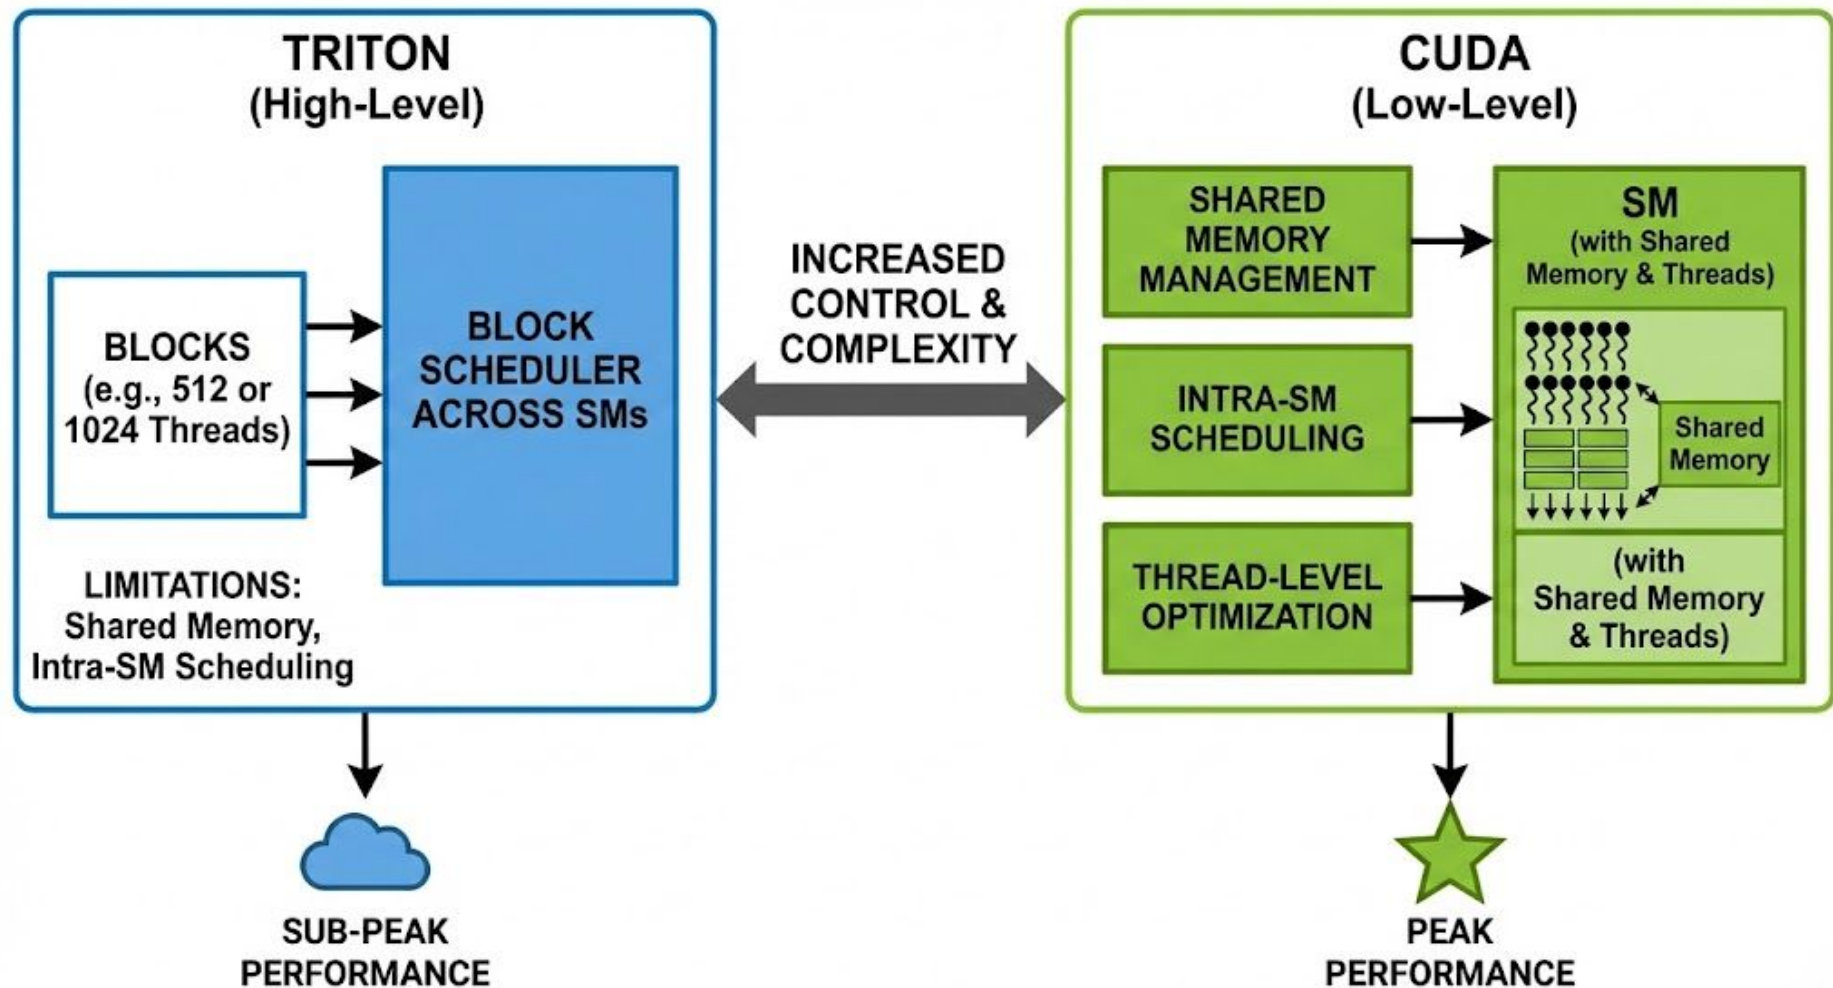 TRITON
(High-Level)
BLOCKS
(e.g., 512 or
1024 Threads)
BLOCK
SCHEDULER
ACROSS SMs
LIMITATIONS:
Shared Memory,
Intra-SM Scheduling
SUB-PEAK
PERFORMANCE
INCREASED
CONTROL &
COMPLEXITY
CUDA
(Low-Level)
SHARED
MEMORY
MANAGEMENT
INTRA-SM
SCHEDULING
THREAD-LEVEL
OPTIMIZATION
SM
(with Shared
Memory & Threads)
Shared
Memory
(with
Shared Memory
& Threads)
PEAK
PERFORMANCE